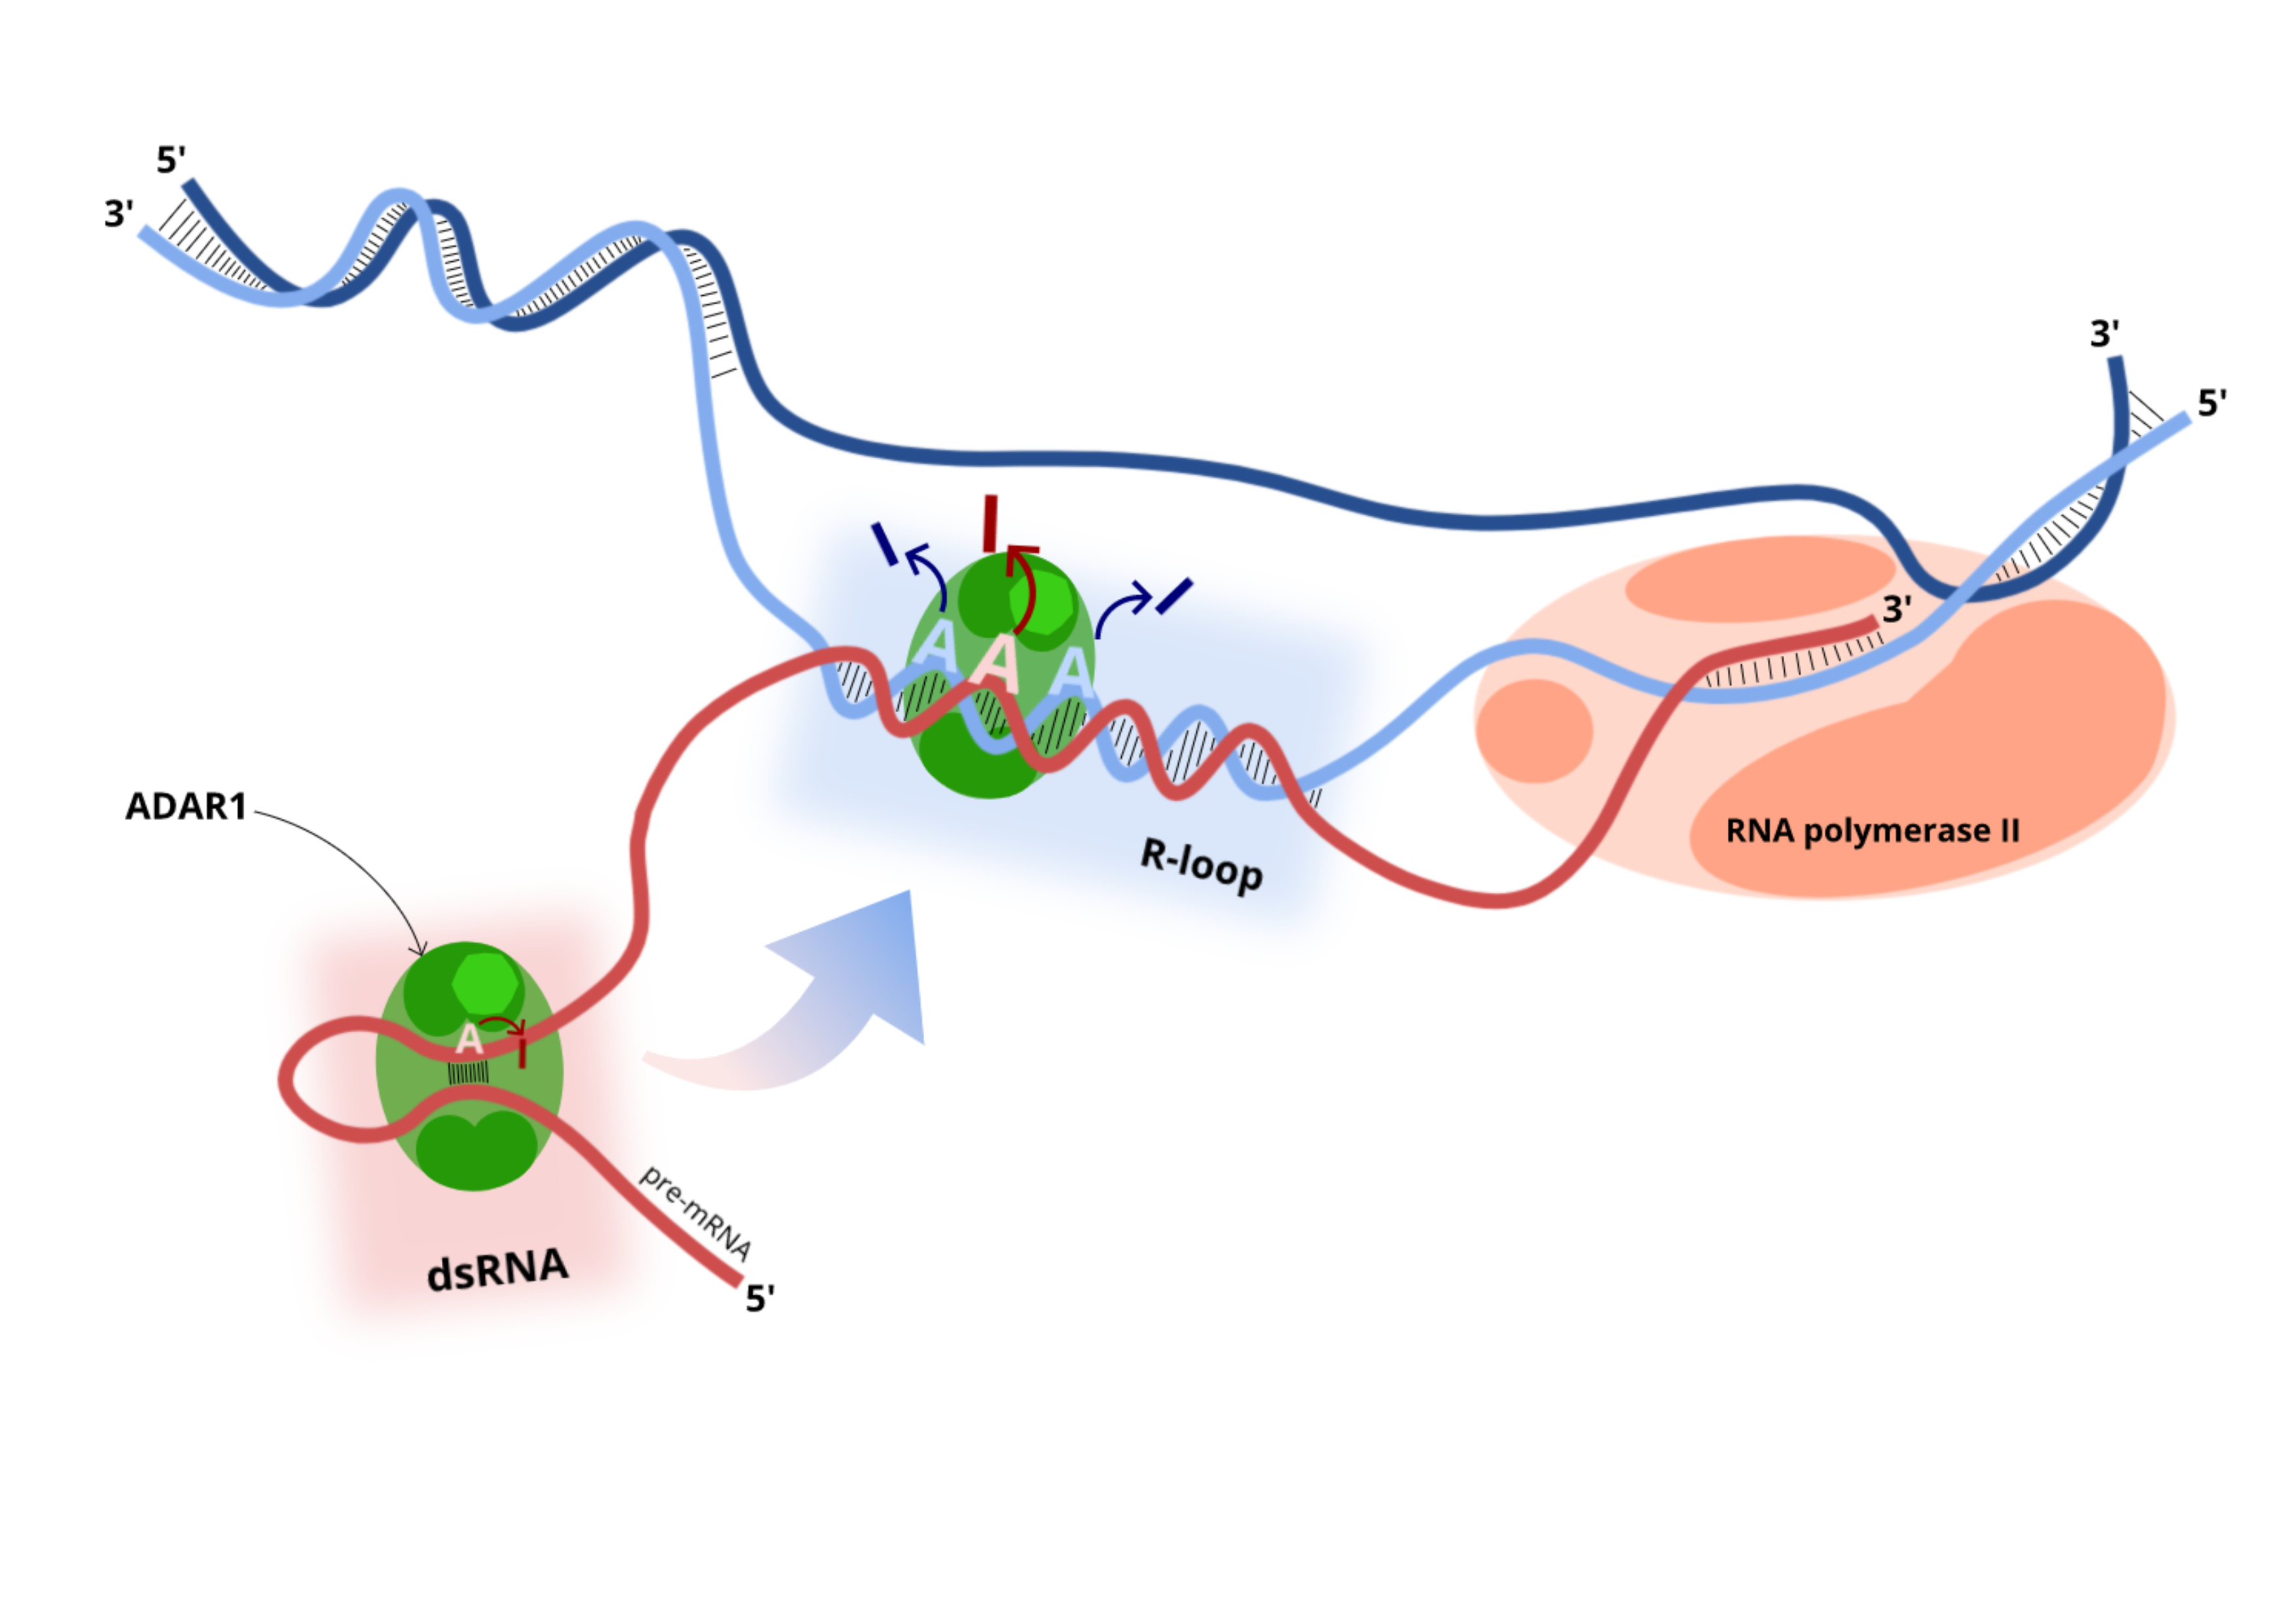 5'
3'
3'
5'
I
I
I
A
A
A
3'
R-loop
RNA polymerase II
ADAR1
A
I
pre-mRNA
dsRNA
5'